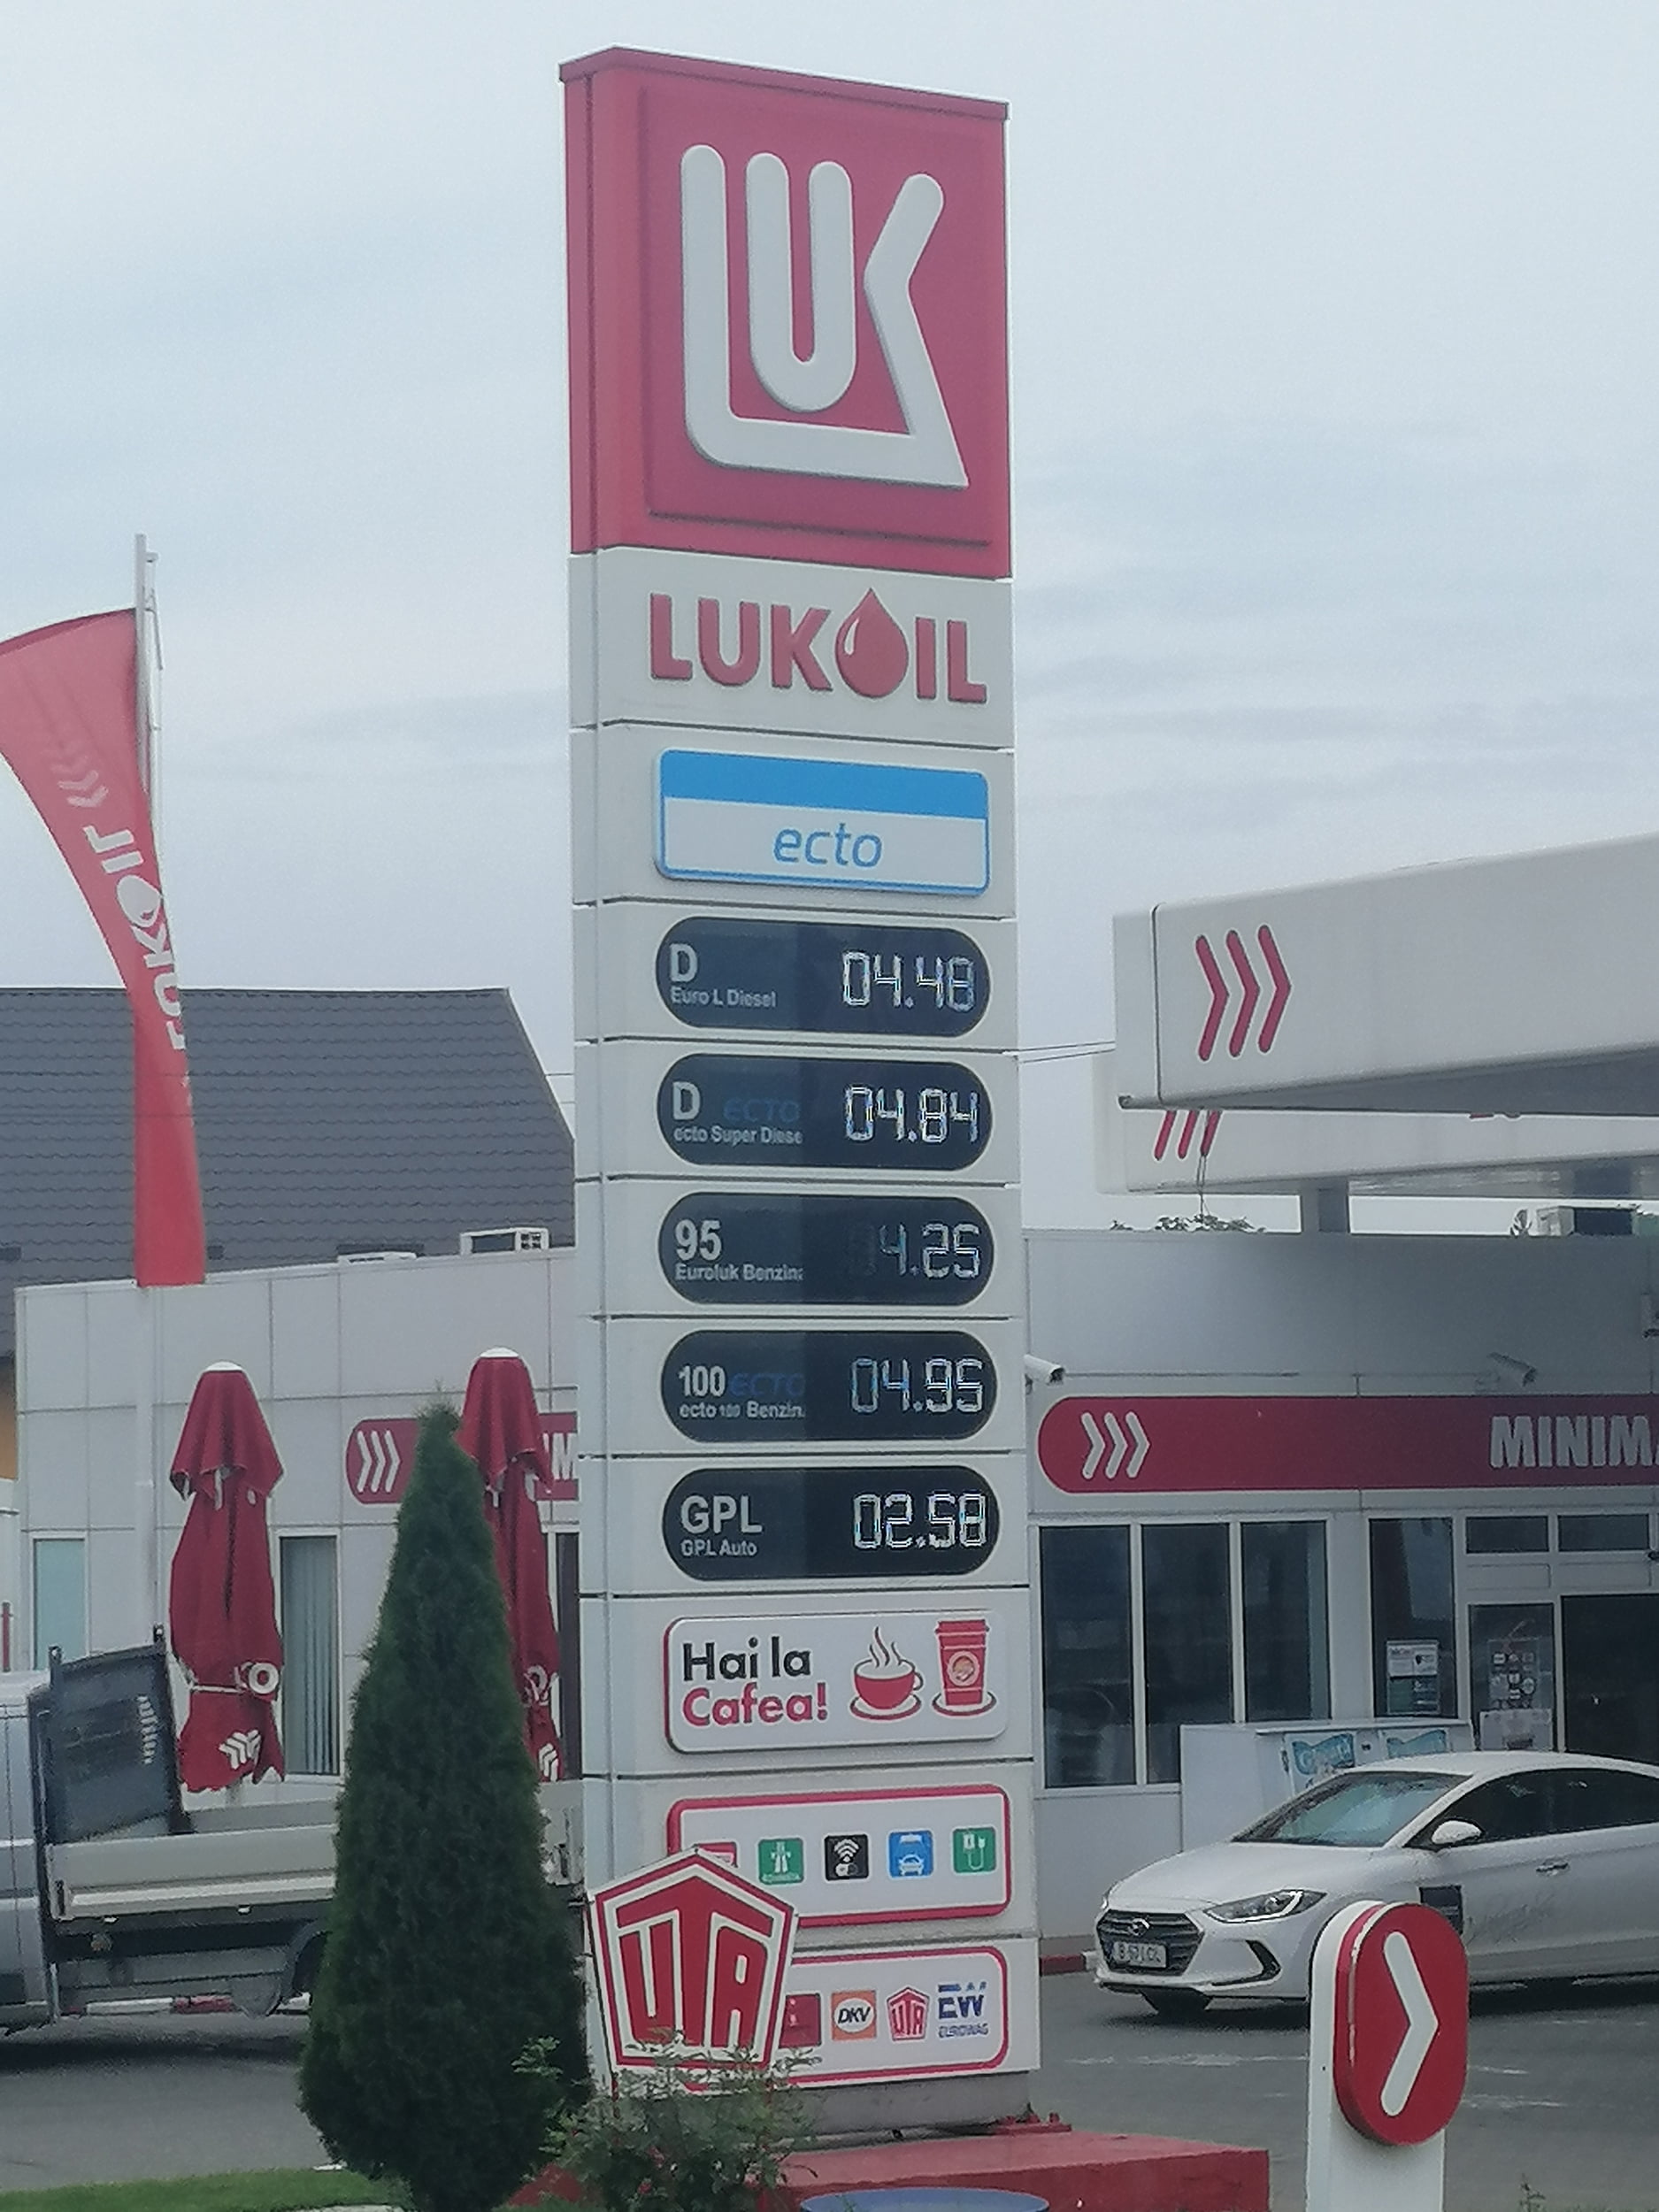 LUK
LUKOIL
ecto
D 04.48
Euro L Diesel
D ECTO 04.84
ecto Super Diese
95 4.25
Euroluk Benzina
100 ECTO 04.95
ecto 100 Benzin
GPL 02.58
GPL Auto
Hai la
Cafea!
UTA
DKV UTA EW
EUROWAG
LUKOIL
MINIM